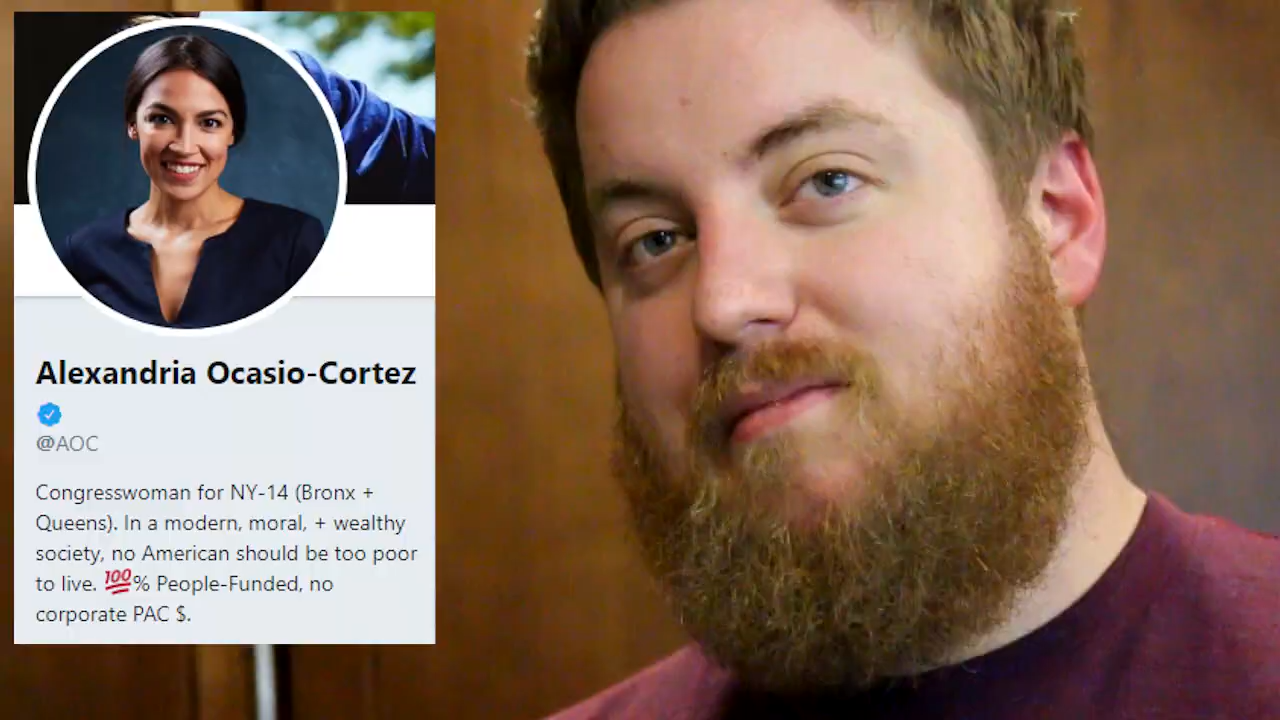 Alexandria Ocasio-Cortez
@AOC
Congresswoman for NY-14 (Bronx +
Queens). In a modern, moral, + wealthy
society, no American should be too poor
to live. 💯% People-Funded, no
corporate PAC $.